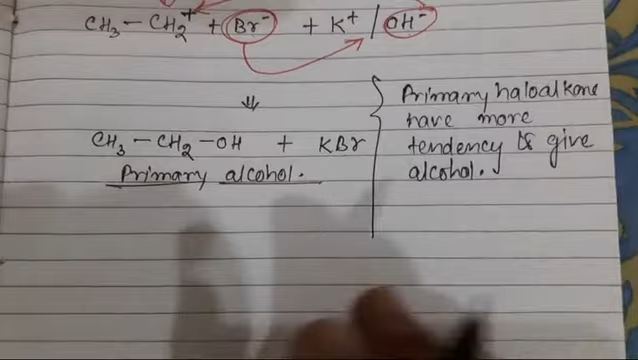 CH₃ — CH₂⁺ + Br⁻ + K⁺ / OH⁻
⇓
CH₃ — CH₂ — OH + KBr
Primary alcohol.
Primary haloalkane
have more
tendency to give
alcohol.